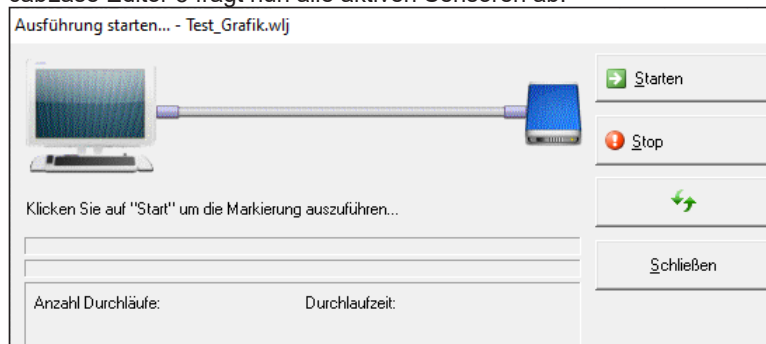 Ausführung starten... - Test_Grafik.wlj
Starten
Stop
Klicken Sie auf "Start" um die Markierung auszuführen...
Schließen
Anzahl Durchläufe:
Durchlaufzeit: